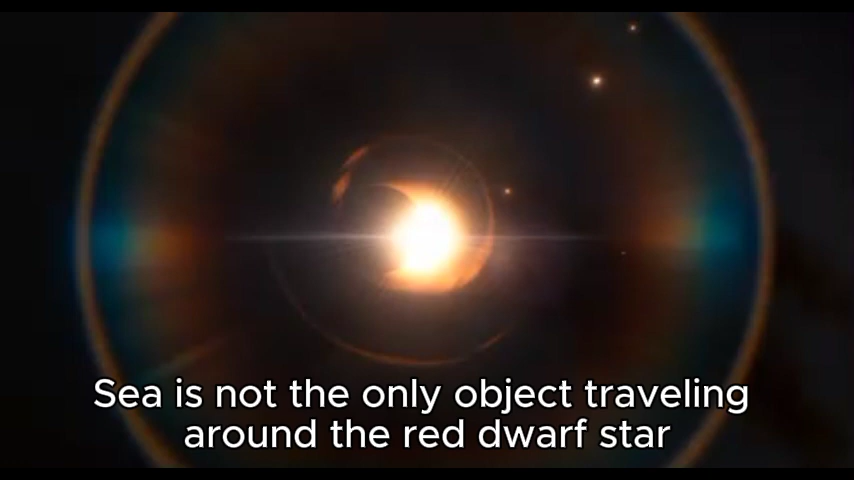 Sea is not the only object traveling
around the red dwarf star